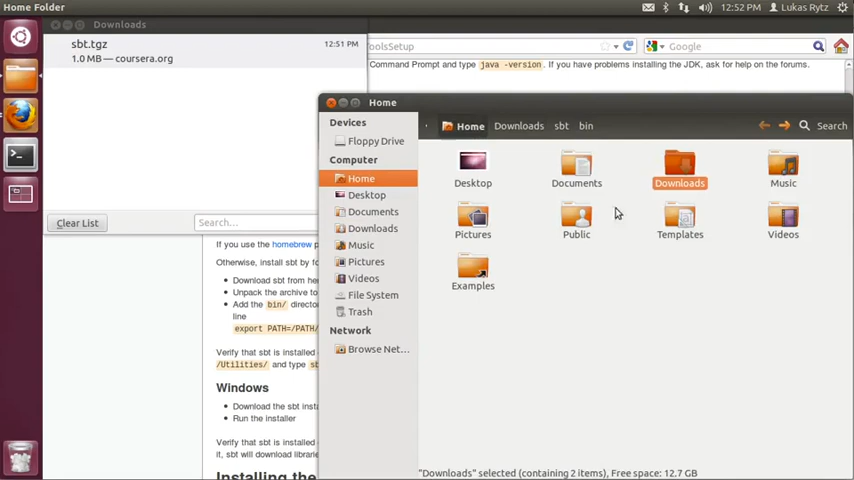 Home Folder
12:52 PM
Lukas Rytz
Downloads
sbt.tgz
12:51 PM
1.0 MB — coursera.org
Clear List
Search...
oolsSetup
Google
Command Prompt and type java -version. If you have problems installing the JDK, ask for help on the forums.
If you use the homebrew p
Otherwise, install sbt by fo
Download sbt from her
Unpack the archive to
Add the bin/ direct
line
export PATH=/PATH/
Verify that sbt is installed
/Utilities/ and type sb
Windows
Download the sbt insta
Run the installer
Verify that sbt is installed
it, sbt will download librarie
Installing the
Home
Devices
Floppy Drive
Computer
Home
Desktop
Documents
Downloads
Music
Pictures
Videos
File System
Trash
Network
Browse Net...
Home
Downloads
sbt
bin
Search
Desktop
Documents
Downloads
Music
Pictures
Public
Templates
Videos
Examples
"Downloads" selected (containing 2 items), Free space: 12.7 GB